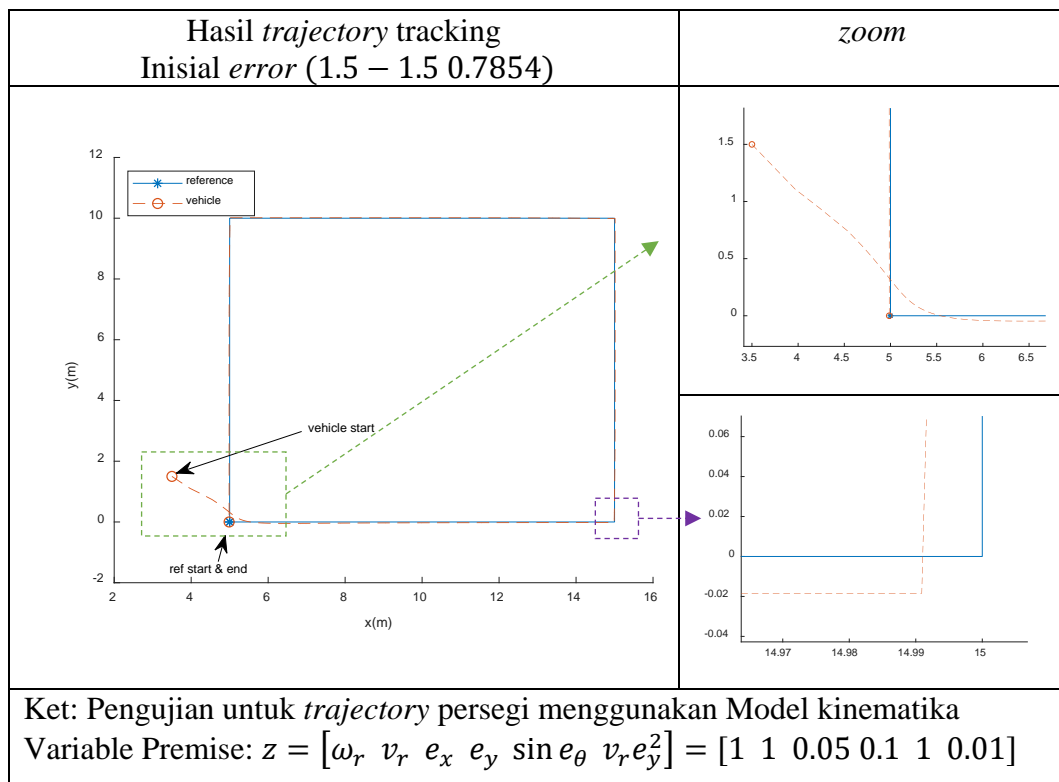 Hasil trajectory tracking
Inisial error (1.5 − 1.5 0.7854)
zoom
12
10
8
6
4
2
0
-2
y(m)
reference
vehicle
vehicle start
ref start & end
2 4 6 8 10 12 14 16
x(m)
1.5
1
0.5
0
3.5 4 4.5 5 5.5 6 6.5
0.06
0.04
0.02
0
-0.02
-0.04
14.97 14.98 14.99 15
Ket: Pengujian untuk trajectory persegi menggunakan Model kinematika
Variable Premise: z = [ωr vr ex ey sin eθ vr ey²] = [1 1 0.05 0.1 1 0.01]